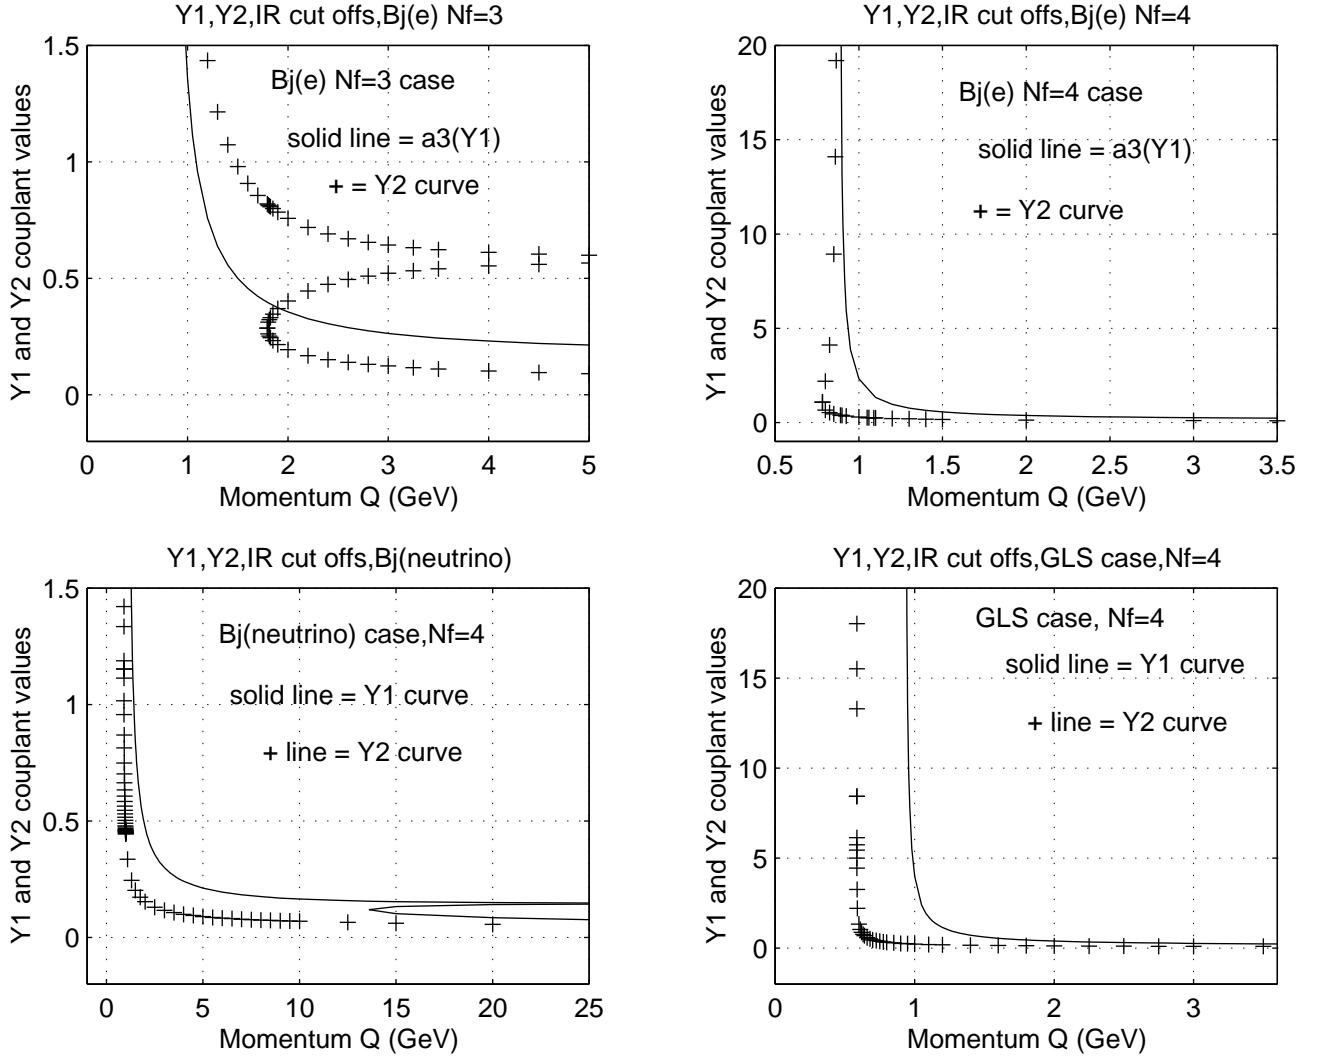 Y1,Y2,IR cut offs,Bj(e) Nf=3
1.5
1
0.5
0
Y1 and Y2 couplant values
Bj(e) Nf=3 case
solid line = a3(Y1)
+ = Y2 curve
0 1 2 3 4 5
Momentum Q (GeV)
Y1,Y2,IR cut offs,Bj(e) Nf=4
20
15
10
5
0
Y1 and Y2 couplant values
Bj(e) Nf=4 case
solid line = a3(Y1)
+ = Y2 curve
0.5 1 1.5 2 2.5 3 3.5
Momentum Q (GeV)
Y1,Y2,IR cut offs,Bj(neutrino)
1.5
1
0.5
0
Y1 and Y2 couplant values
Bj(neutrino) case,Nf=4
solid line = Y1 curve
+ line = Y2 curve
0 5 10 15 20 25
Momentum Q (GeV)
Y1,Y2,IR cut offs,GLS case,Nf=4
20
15
10
5
0
Y1 and Y2 couplant values
GLS case, Nf=4
solid line = Y1 curve
+ line = Y2 curve
0 1 2 3
Momentum Q (GeV)